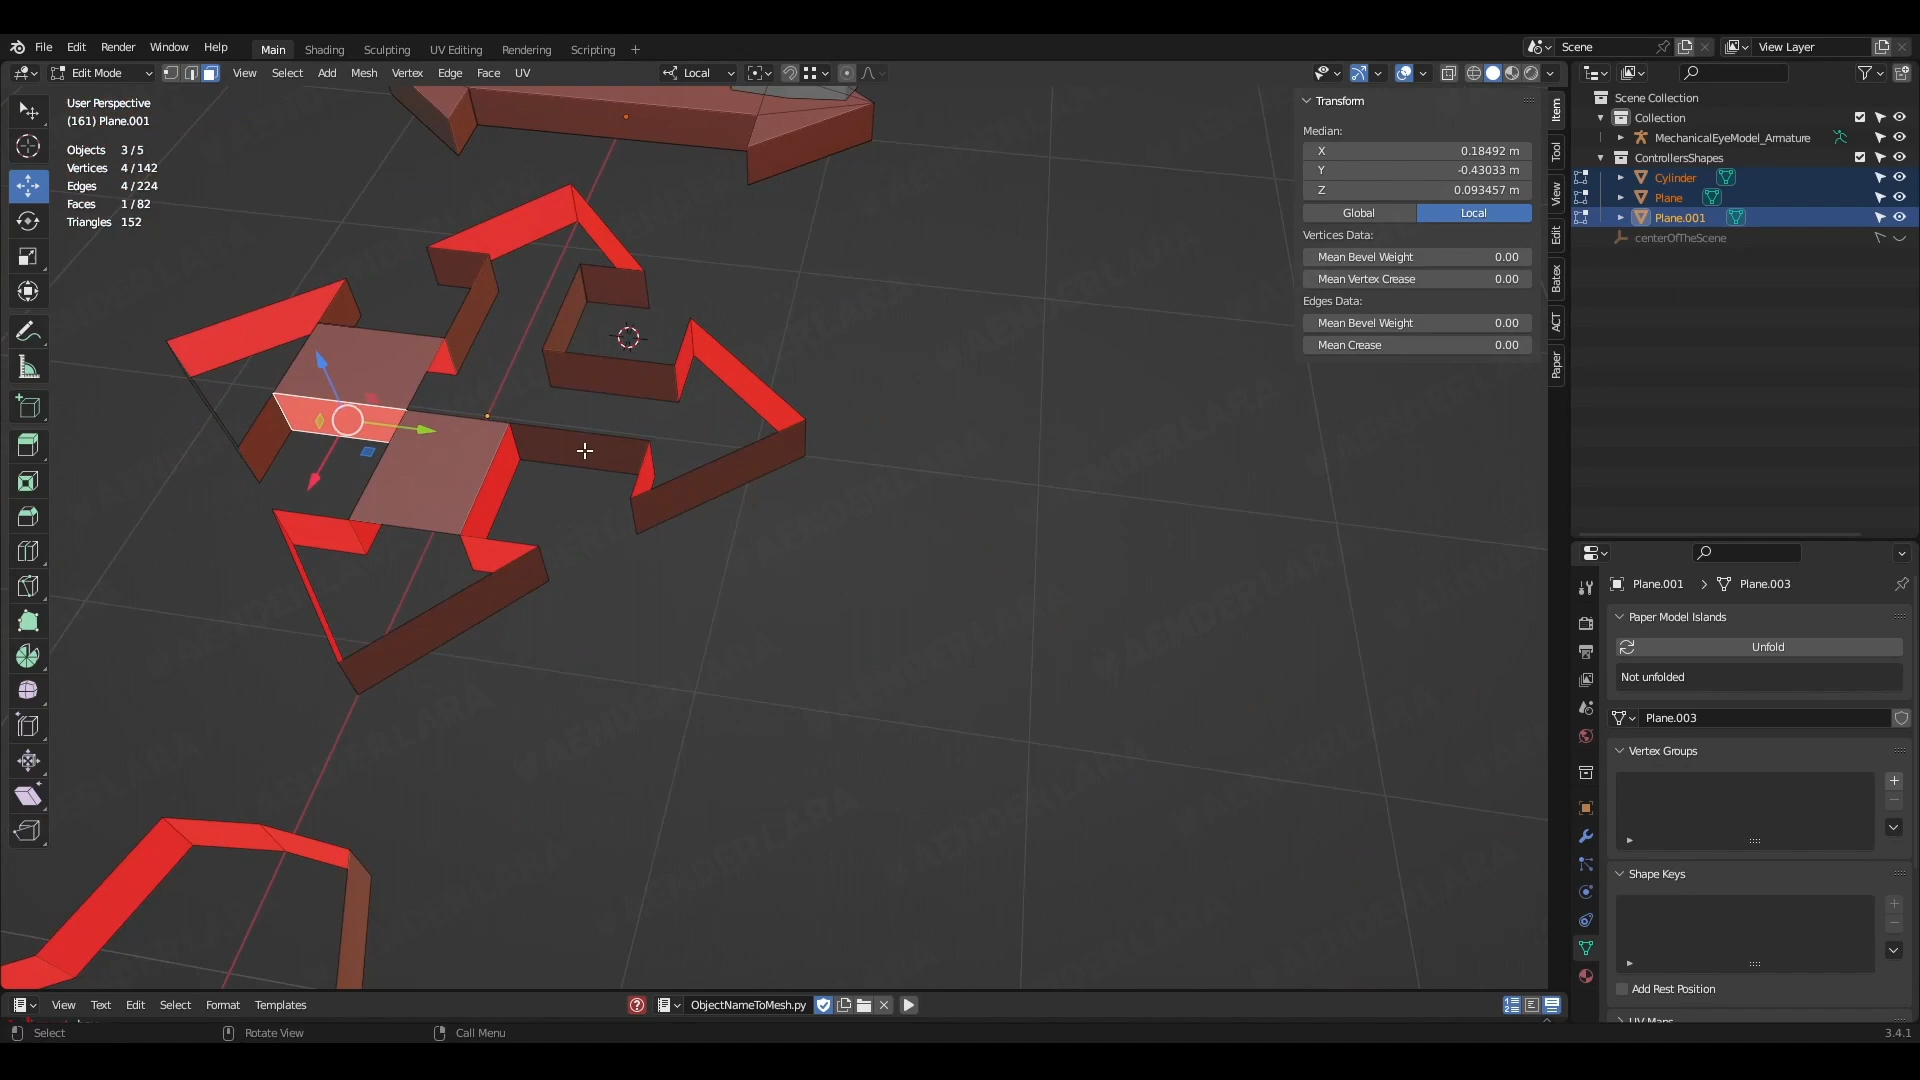 File Edit Render Window Help
Main Shading Sculpting UV Editing Rendering Scripting +
Scene View Layer
Edit Mode View Select Add Mesh Vertex Edge Face UV Local
User Perspective
(161) Plane.001
Objects 3 / 5
Vertices 4 / 142
Edges 4 / 224
Faces 1 / 82
Triangles 152
Transform
Median:
X 0.18492 m
Y -0.43033 m
Z 0.093457 m
Global Local
Vertices Data:
Mean Bevel Weight 0.00
Mean Vertex Crease 0.00
Edges Data:
Mean Bevel Weight 0.00
Mean Crease 0.00
Item
Tool
View
Edit
Batex
ACT
Paper
Scene Collection
Collection
MechanicalEyeModel_Armature
ControllersShapes
Cylinder
Plane
Plane.001
centerOfTheScene
Plane.001 > Plane.003
Paper Model Islands
Unfold
Not unfolded
Plane.003
Vertex Groups
Shape Keys
Add Rest Position
UV Maps
AENDERLARA
View Text Edit Select Format Templates
ObjectNameToMesh.py
Select Rotate View Call Menu
3.4.1